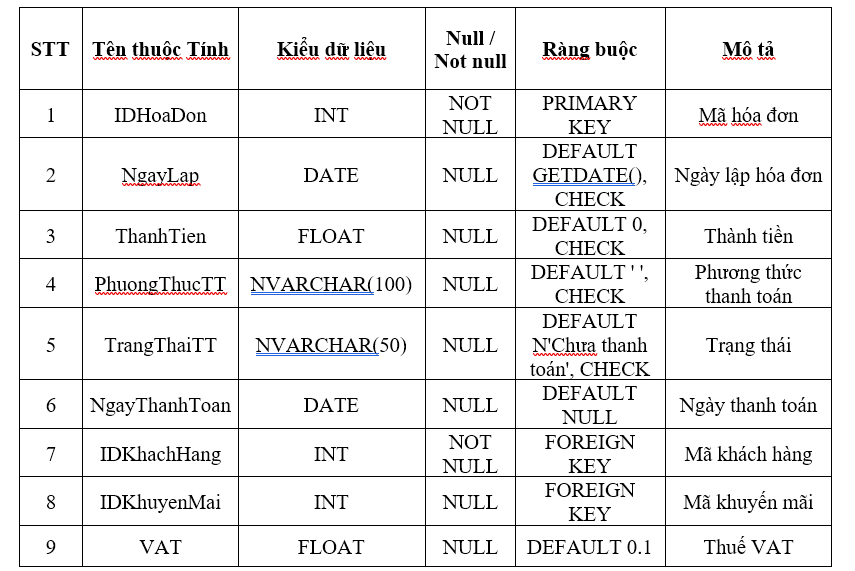 STT Tên thuộc Tính Kiểu dữ liệu Null / Not null Ràng buộc Mô tả
1 IDHoaDon INT NOT NULL PRIMARY KEY Mã hóa đơn
2 NgayLap DATE NULL DEFAULT GETDATE(), CHECK Ngày lập hóa đơn
3 ThanhTien FLOAT NULL DEFAULT 0, CHECK Thành tiền
4 PhuongThucTT NVARCHAR(100) NULL DEFAULT ' ', CHECK Phương thức thanh toán
5 TrangThaiTT NVARCHAR(50) NULL DEFAULT N'Chưa thanh toán', CHECK Trạng thái
6 NgayThanhToan DATE NULL DEFAULT NULL Ngày thanh toán
7 IDKhachHang INT NOT NULL FOREIGN KEY Mã khách hàng
8 IDKhuyenMai INT NULL FOREIGN KEY Mã khuyến mãi
9 VAT FLOAT NULL DEFAULT 0.1 Thuế VAT